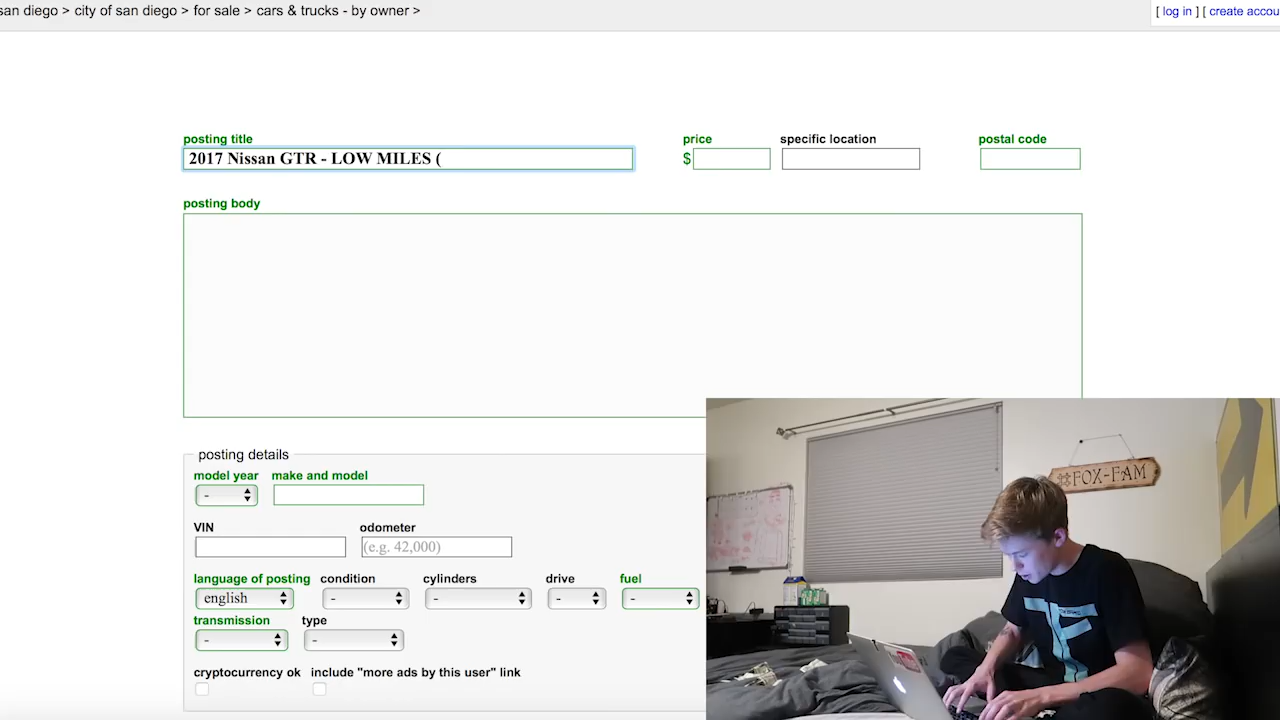 san diego > city of san diego > for sale > cars & trucks - by owner >
[ log in ] [ create accou
posting title
price
specific location
postal code
2017 Nissan GTR - LOW MILES (
$
posting body
posting details
model year
make and model
-
VIN
odometer
(e.g. 42,000)
language of posting
condition
cylinders
drive
fuel
english
-
-
-
-
transmission
type
-
-
cryptocurrency ok
include "more ads by this user" link
#FOX-FAM